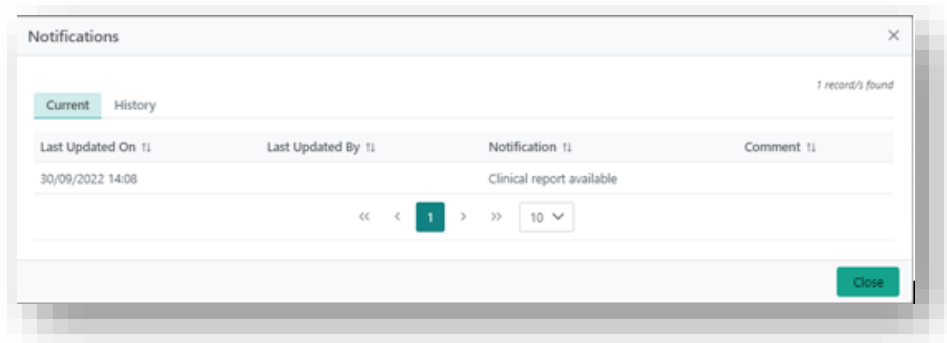 Notifications
1 record/s found
Current History
Last Updated On Last Updated By Notification Comment
30/09/2022 14:08 Clinical report available
« < 1 > » 10
Close